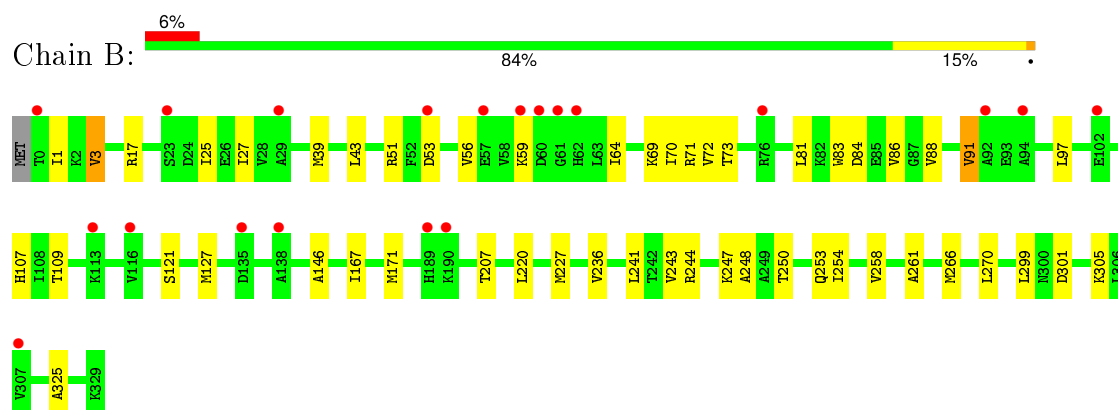 6%
Chain B:
84% 15% •
MET T0 I1 K2 V3 R17 S23 D24 I25 E26 I27 V28 A29 M39 L43 R51 F52 D53 V56 E57 V58 K59 D60 G61 H62 L63 I64 K69 I70 R71 V72 T73 R76 L81 K82 W83 D84 E85 V86 G87 V88 V91 A92 E93 A94 L97 E102
H107 I108 T109 K113 V116 S121 M127 D135 A138 A146 I167 M171 H189 K190 T207 L220 M227 V236 L241 T242 V243 R244 K247 A248 A249 T250 Q253 I254 V258 A261 M266 L270 L299 N300 D301 K305 I306
V307 A325 K329